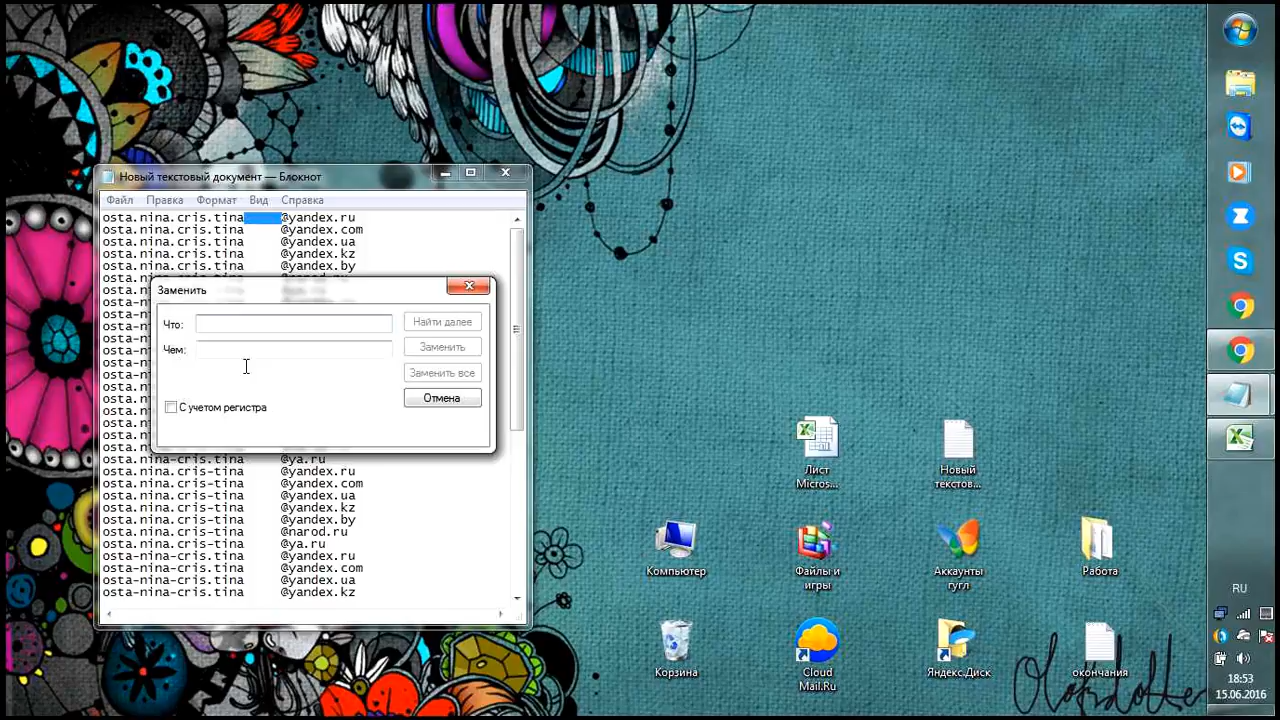 Новый текстовый документ — Блокнот
Файл Правка Формат Вид Справка
osta.nina.cris.tina @yandex.ru
osta.nina.cris.tina @yandex.com
osta.nina.cris.tina @yandex.ua
osta.nina.cris.tina @yandex.kz
osta.nina.cris.tina @yandex.by
osta.n
osta.n
osta-n
osta-n
osta-n
Заменить
Что:
Найти далее
Чем:
Заменить
Заменить все
Отмена
С учетом регистра
@ya.ru
osta.nina.cris-tina @yandex.ru
osta.nina.cris-tina @yandex.com
osta.nina.cris-tina @yandex.ua
osta.nina.cris-tina @yandex.kz
osta.nina.cris-tina @yandex.by
osta.nina.cris-tina @narod.ru
osta.nina.cris-tina @ya.ru
osta-nina-cris.tina @yandex.ru
osta-nina-cris.tina @yandex.com
osta-nina-cris.tina @yandex.ua
osta-nina-cris.tina @yandex.kz
Лист
Micros...
Новый
текстов...
Компьютер
Файлы и
игры
Аккаунты
гугл
Работа
Корзина
Cloud
Mail.Ru
Яндекс.Диск
окончания
RU
18:53
15.06.2016